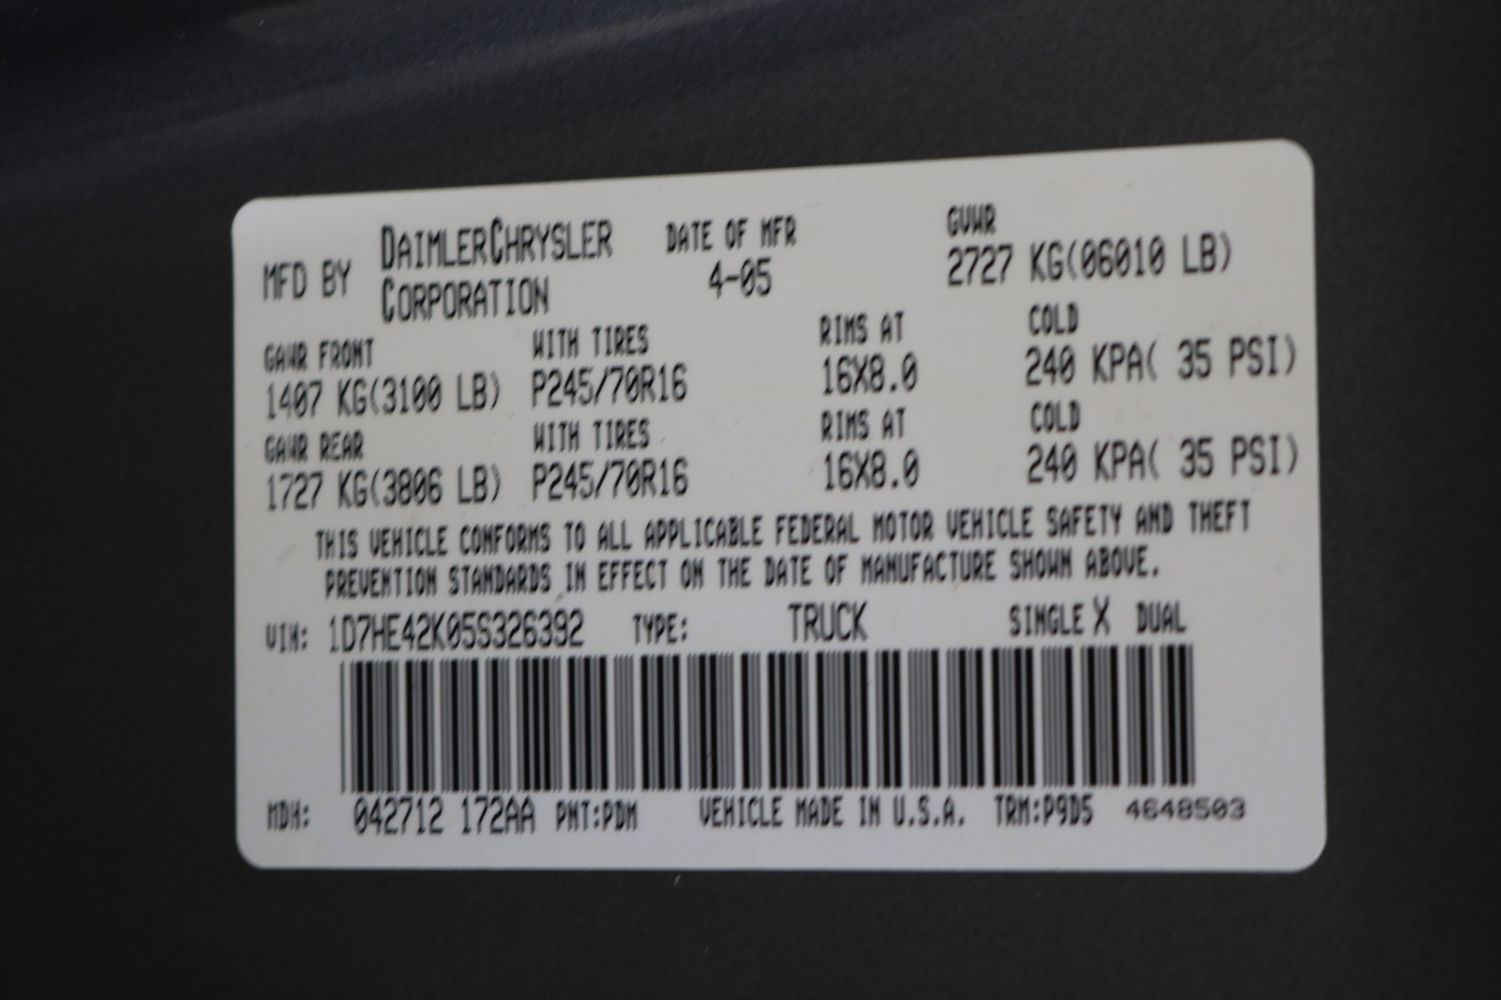 MFD BY DAIMLERCHRYSLER CORPORATION DATE OF MFR 4-05 GVWR 2727 KG(06010 LB)
GAWR FRONT WITH TIRES RIMS AT COLD
1407 KG(3100 LB) P245/70R16 16X8.0 240 KPA( 35 PSI)
GAWR REAR WITH TIRES RIMS AT COLD
1727 KG(3806 LB) P245/70R16 16X8.0 240 KPA( 35 PSI)
THIS VEHICLE CONFORMS TO ALL APPLICABLE FEDERAL MOTOR VEHICLE SAFETY AND THEFT
PREVENTION STANDARDS IN EFFECT ON THE DATE OF MANUFACTURE SHOWN ABOVE.
VIN: 1D7HE42K05S326392 TYPE: TRUCK SINGLE X DUAL
MDH: 042712 172AA PNT:PDM VEHICLE MADE IN U.S.A. TRM:P9D5 4648503